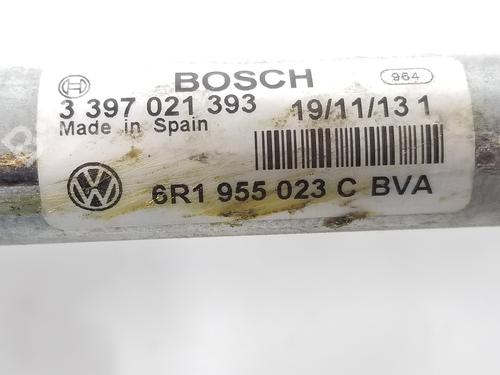 BOSCH 964
3 397 021 393 19/11/13 1
Made in Spain
6R1 955 023 C BVA